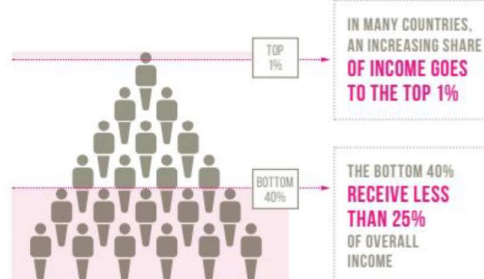 TOP
1%
IN MANY COUNTRIES,
AN INCREASING SHARE
OF INCOME GOES
TO THE TOP 1%
BOTTOM
40%
THE BOTTOM 40%
RECEIVE LESS
THAN 25%
OF OVERALL
INCOME